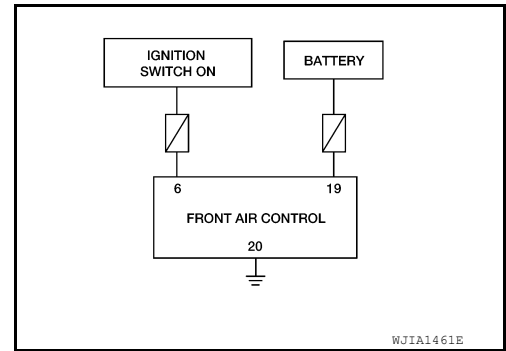 IGNITION
SWITCH ON
BATTERY
6
19
FRONT AIR CONTROL
20
WJIA1461E